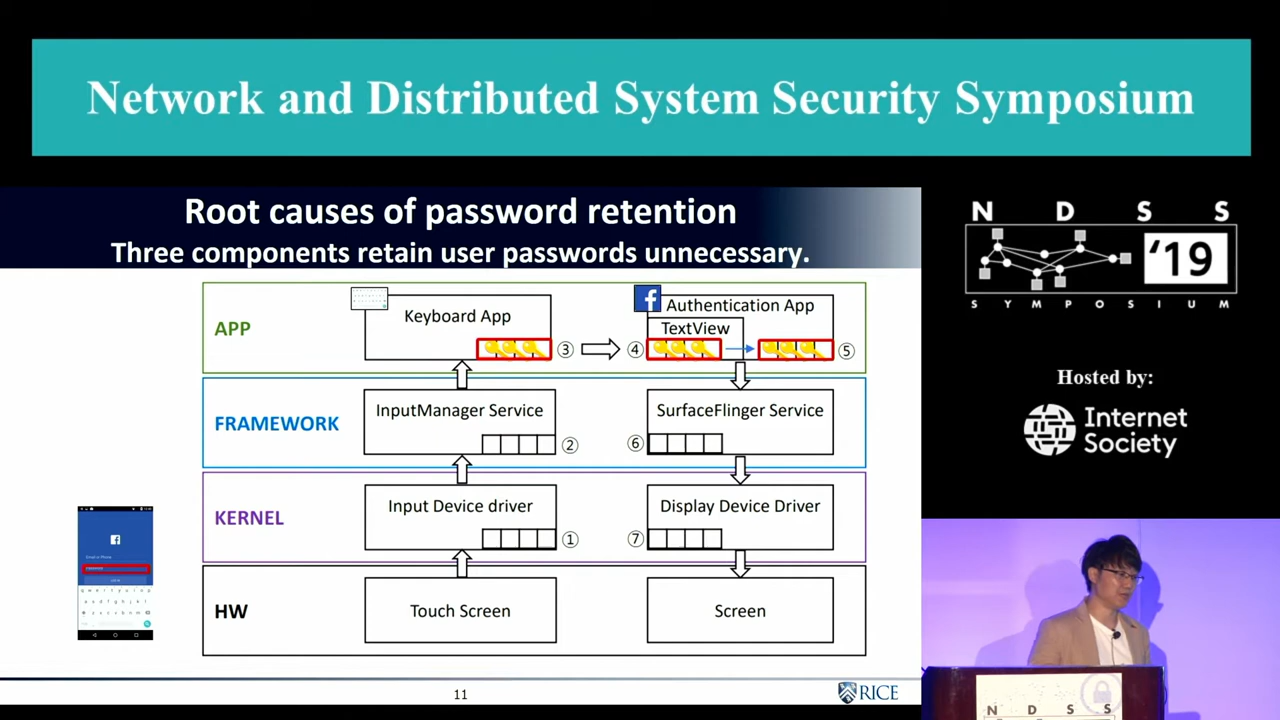 Network and Distributed System Security Symposium
Root causes of password retention
Three components retain user passwords unnecessary.
APP
Keyboard App
③
④
Authentication App
TextView
⑤
FRAMEWORK
InputManager Service
②
SurfaceFlinger Service
⑥
KERNEL
Input Device driver
①
Display Device Driver
⑦
HW
Touch Screen
Screen
11
RICE
N D S S
'19
S Y M P O S I U M
Hosted by:
Internet
Society
N D S S